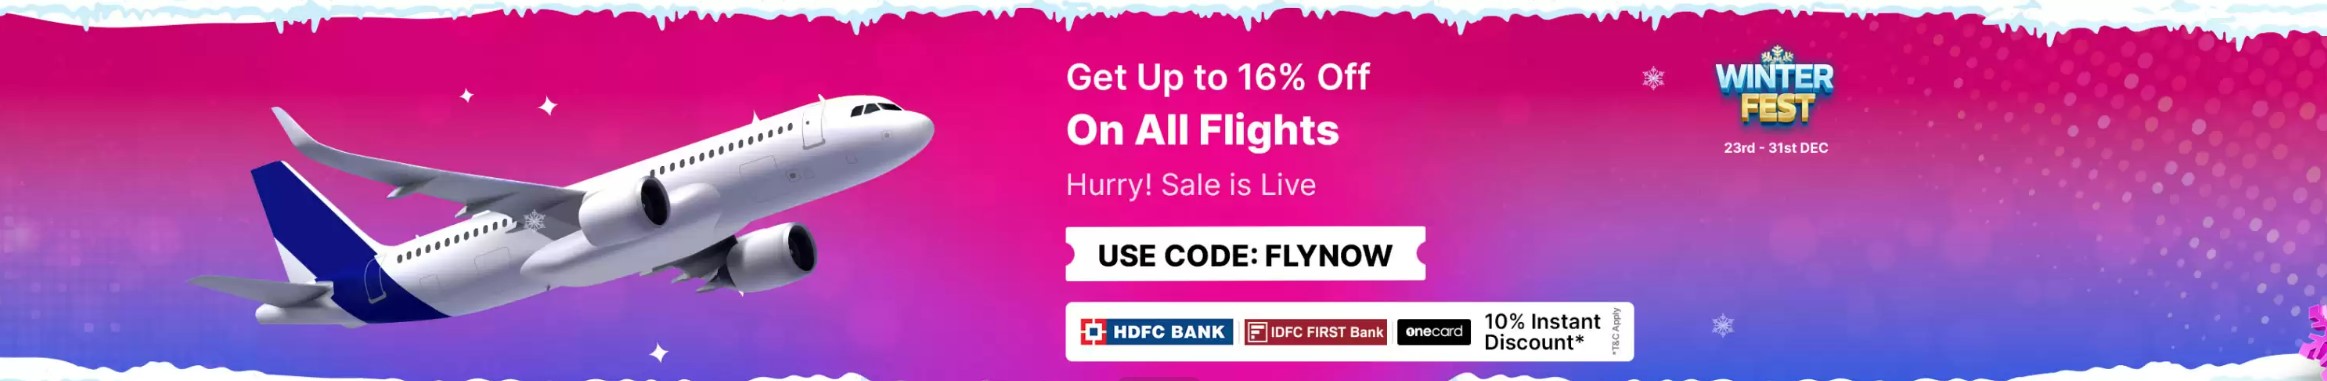 Get Up to 16% Off
On All Flights
Hurry! Sale is Live
USE CODE: FLYNOW
HDFC BANK
IDFC FIRST Bank
onecard
10% Instant
Discount*
*T&C Apply
WINTER
FEST
23rd - 31st DEC